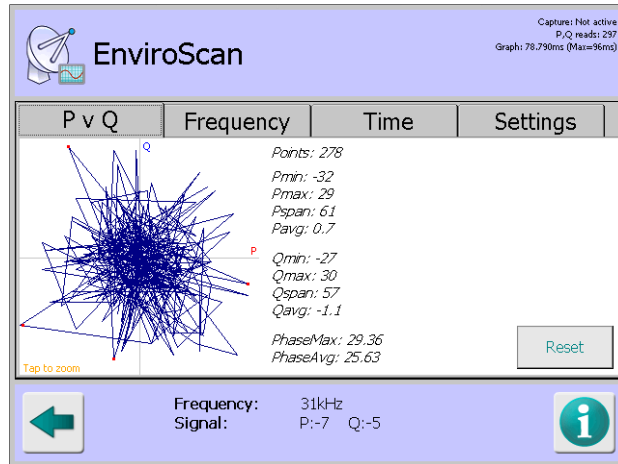 Capture: Not active
P,Q reads: 297
Graph: 78.790ms (Max=96ms)
EnviroScan
P v Q
Frequency
Time
Settings
Q
P
Tap to zoom
Points: 278
Pmin: -32
Pmax: 29
Pspan: 61
Pavg: 0.7
Qmin: -27
Qmax: 30
Qspan: 57
Qavg: -1.1
PhaseMax: 29.36
PhaseAvg: 25.63
Reset
Frequency: 31kHz
Signal: P:-7 Q:-5
i